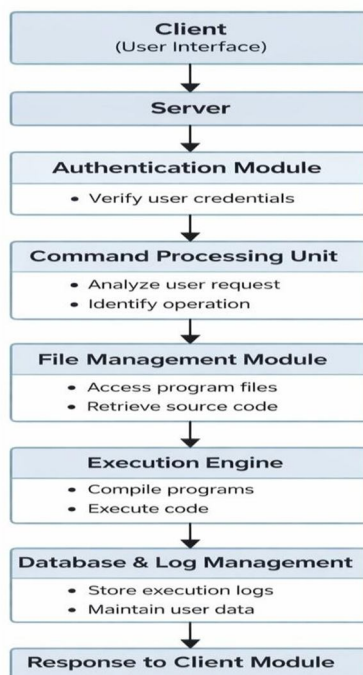 Client
(User Interface)
Server
Authentication Module
• Verify user credentials
Command Processing Unit
• Analyze user request
• Identify operation
File Management Module
• Access program files
• Retrieve source code
Execution Engine
• Compile programs
• Execute code
Database & Log Management
• Store execution logs
• Maintain user data
Response to Client Module